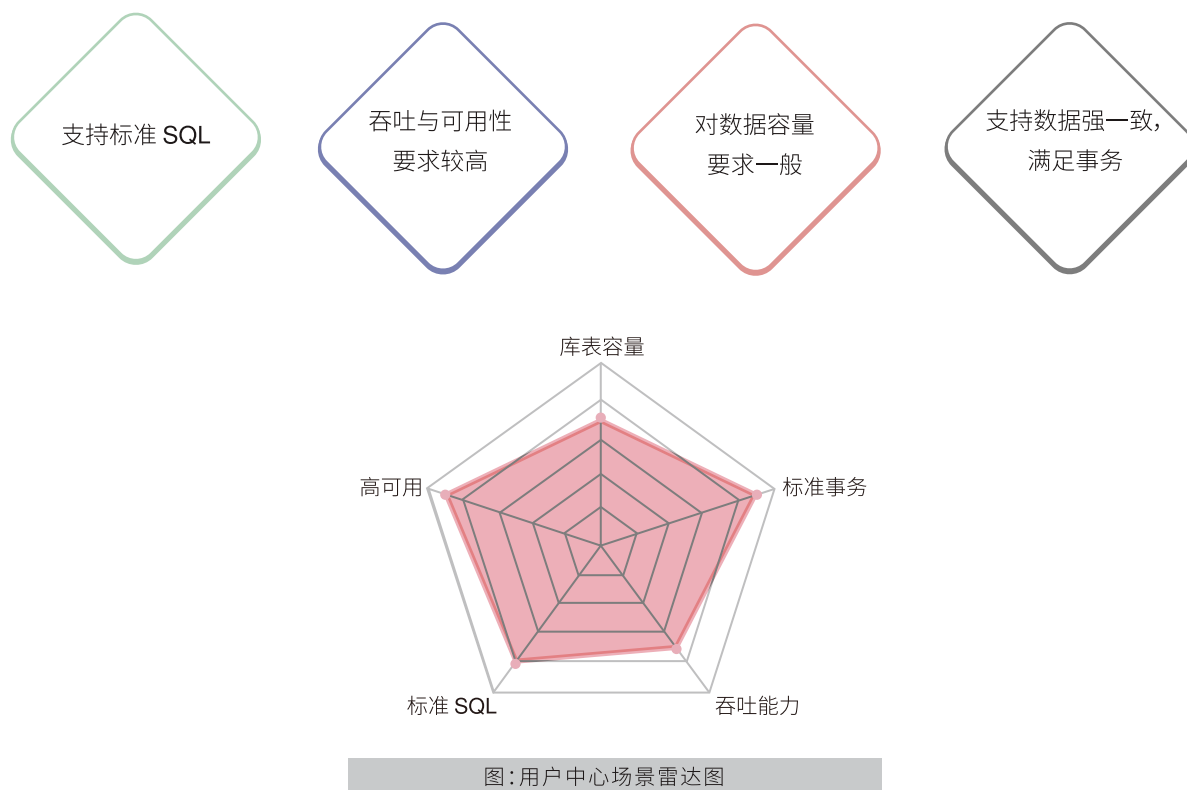 支持标准 SQL
吞吐与可用性
要求较高
对数据容量
要求一般
支持数据强一致，
满足事务
库表容量
高可用
标准事务
标准 SQL
吞吐能力
图：用户中心场景雷达图